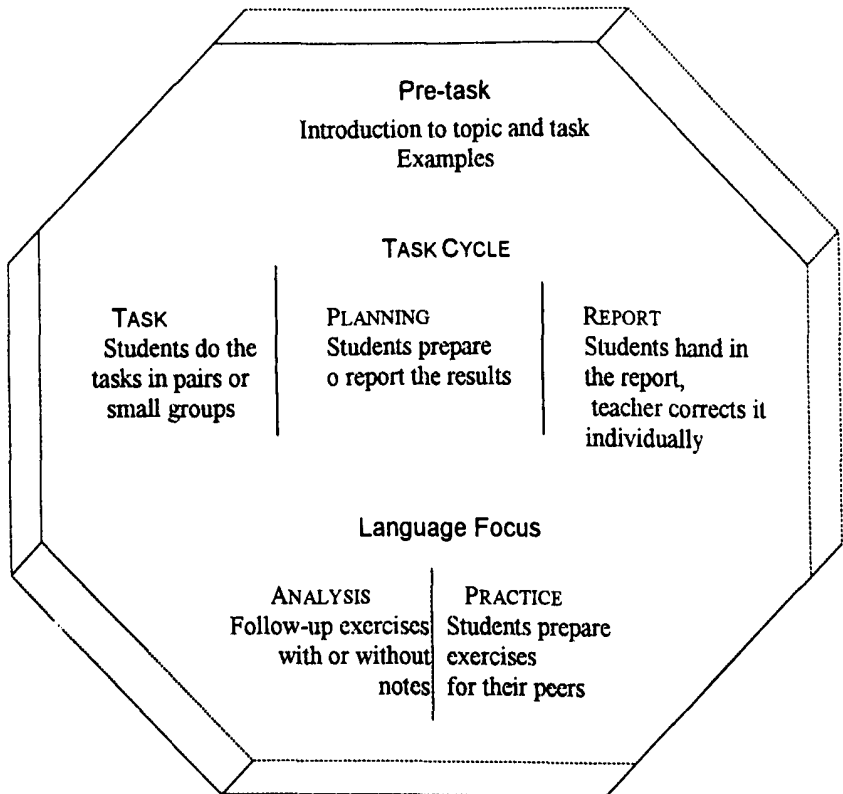 Pre-task
Introduction to topic and task
Examples
TASK CYCLE
TASK
Students do the
tasks in pairs or
small groups
PLANNING
Students prepare
o report the results
REPORT
Students hand in
the report,
teacher corrects it
individually
Language Focus
ANALYSIS
Follow-up exercises
with or without
notes
PRACTICE
Students prepare
exercises
for their peers